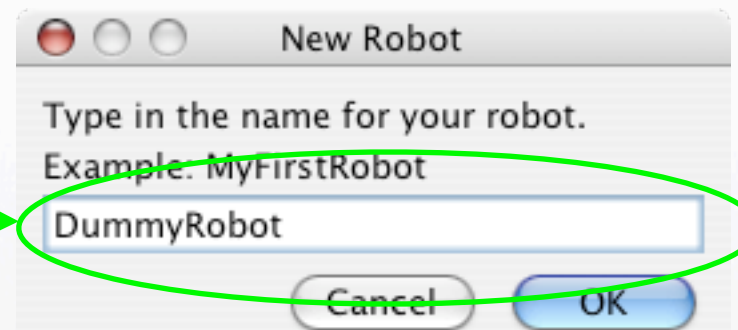 New Robot
Type in the name for your robot.
Example: MyFirstRobot
DummyRobot
Cancel OK